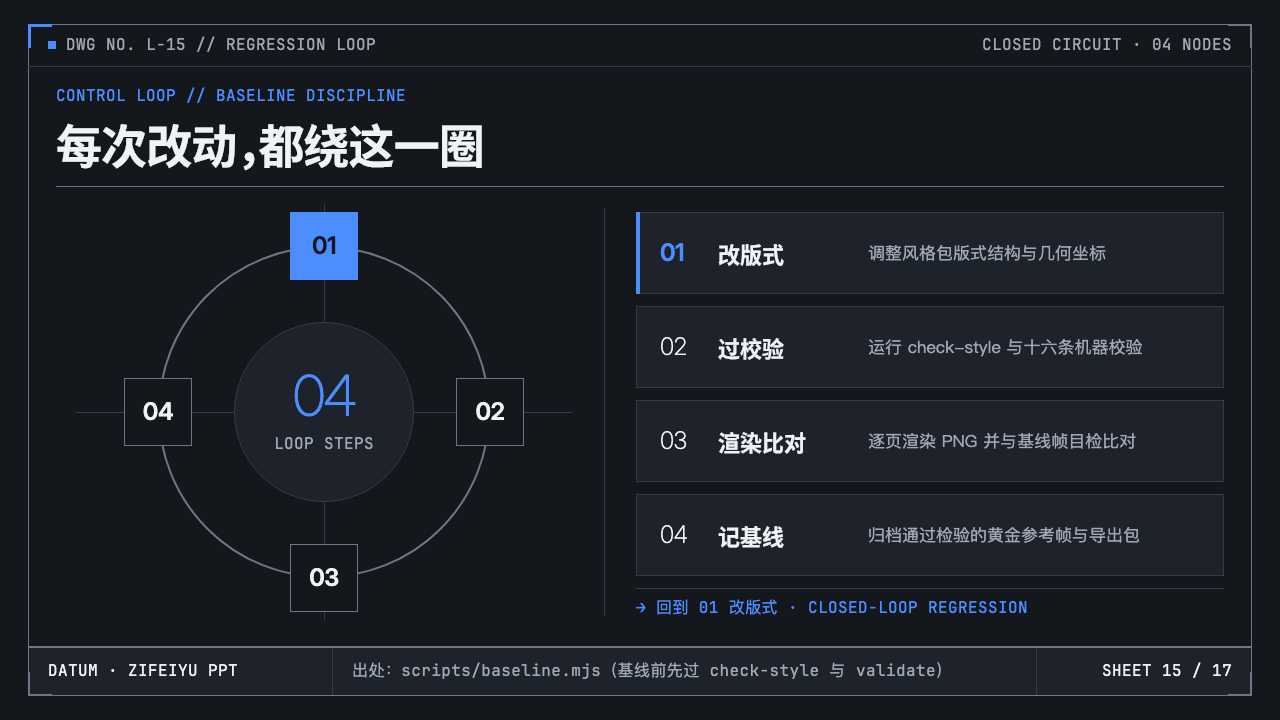 DWG NO. L-15 // REGRESSION LOOP
CLOSED CIRCUIT · 04 NODES
CONTROL LOOP // BASELINE DISCIPLINE
每次改动,都绕这一圈
01
02
03
04
04
LOOP STEPS
01 改版式 调整风格包版式结构与几何坐标
02 过校验 运行 check-style 与十六条机器校验
03 渲染比对 逐页渲染 PNG 并与基线帧目检比对
04 记基线 归档通过检验的黄金参考帧与导出包
→ 回到 01 改版式 · CLOSED-LOOP REGRESSION
DATUM · ZIFEIYU PPT
出处: scripts/baseline.mjs (基线前先过 check-style 与 validate)
SHEET 15 / 17